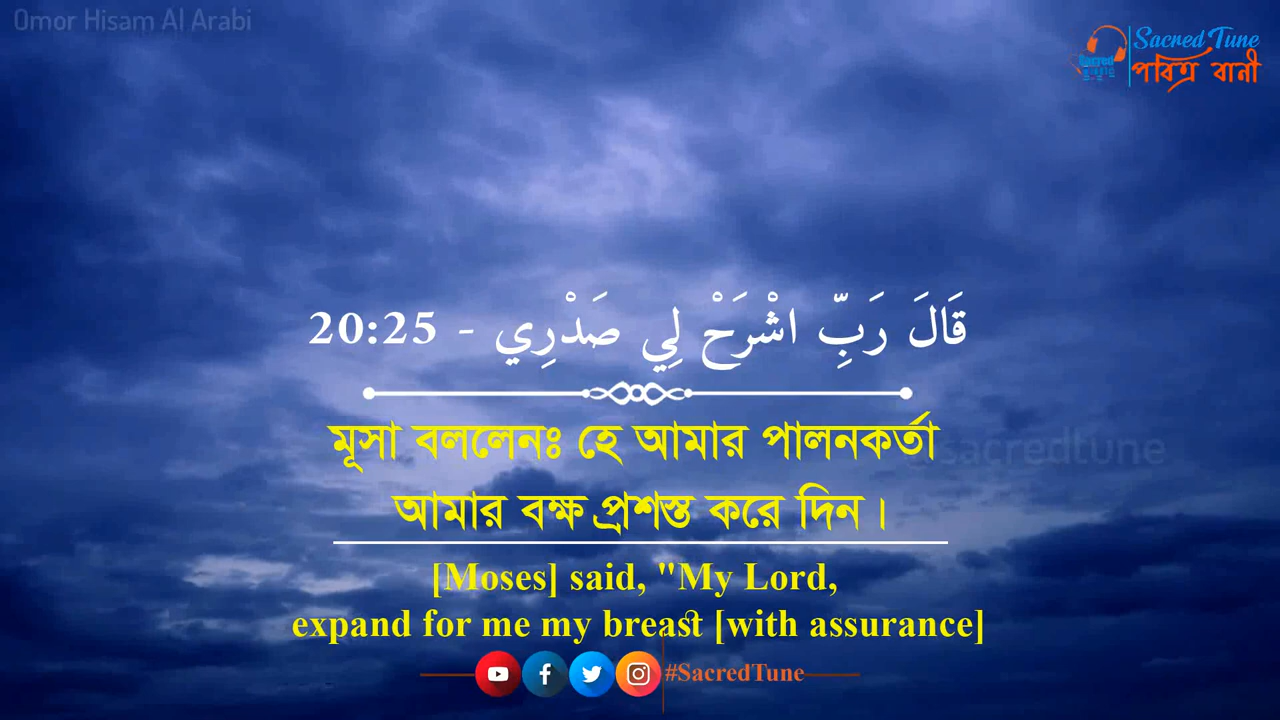 Omor Hisam Al Arabi
Sacred Tune
পবিত্র বানী
قَالَ رَبِّ اشْرَحْ لِي صَدْرِي - 20:25
মূসা বললেনঃ হে আমার পালনকর্তা
@sacredtune
আমার বক্ষ প্রশস্ত করে দিন।
[Moses] said, "My Lord,
expand for me my breast [with assurance]
#SacredTune